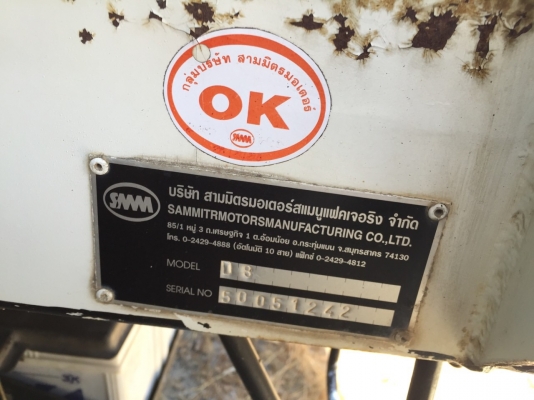 กลุ่มบริษัท สามมิตรมอเตอร์
OK
SMM
SMM
บริษัท สามมิตรมอเตอร์สแมนูแฟคเจอริง จำกัด
SAMMITRMOTORSMANUFACTURING CO.,LTD.
85/1 หมู่ 3 ถ.เศรษฐกิจ 1 ต.อ้อมน้อย อ.กระทุ่มแบน จ.สมุทรสาคร 74130
โทร. 0-2429-4888 (อัตโนมัติ 10 สาย) แฟ็กซ์ 0-2429-4812
MODEL D6
SERIAL NO 50051242